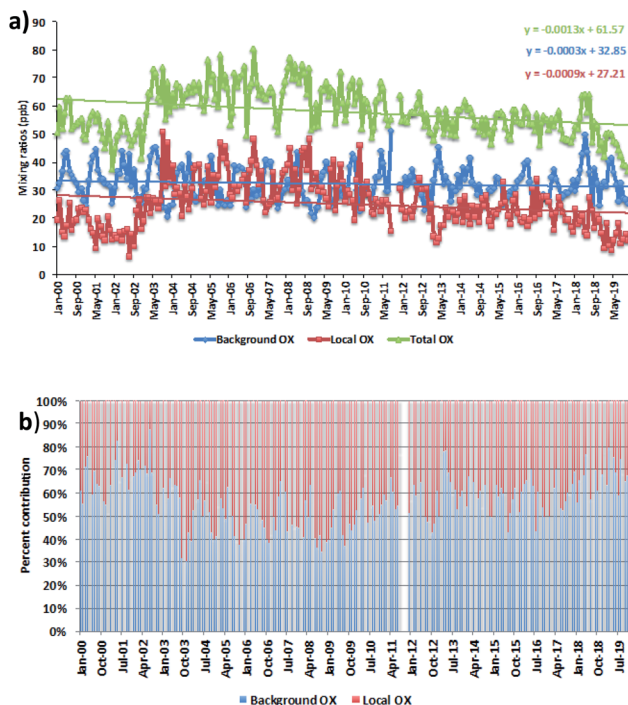 a)
y = -0.0013x + 61.57
y = -0.0003x + 32.85
y = -0.0009x + 27.21
Mixing ratios (ppb)
90
80
70
60
50
40
30
20
10
0
Jan-00 Sep-00 May-01 Jan-02 Sep-02 May-03 Jan-04 Sep-04 May-05 Jan-06 Sep-06 May-07 Jan-08 Sep-08 May-09 Jan-10 Sep-10 May-11 Jan-12 Sep-12 May-13 Jan-14 Sep-14 May-15 Jan-16 Sep-16 May-17 Jan-18 Sep-18 May-19
Background OX Local OX Total OX
b)
Percent contribution
100%
90%
80%
70%
60%
50%
40%
30%
20%
10%
0%
Jan-00 Oct-00 Jul-01 Apr-02 Jan-03 Oct-03 Jul-04 Apr-05 Jan-06 Oct-06 Jul-07 Apr-08 Jan-09 Oct-09 Jul-10 Apr-11 Jan-12 Oct-12 Jul-13 Apr-14 Jan-15 Oct-15 Jul-16 Apr-17 Jan-18 Oct-18 Jul-19
Background OX Local OX